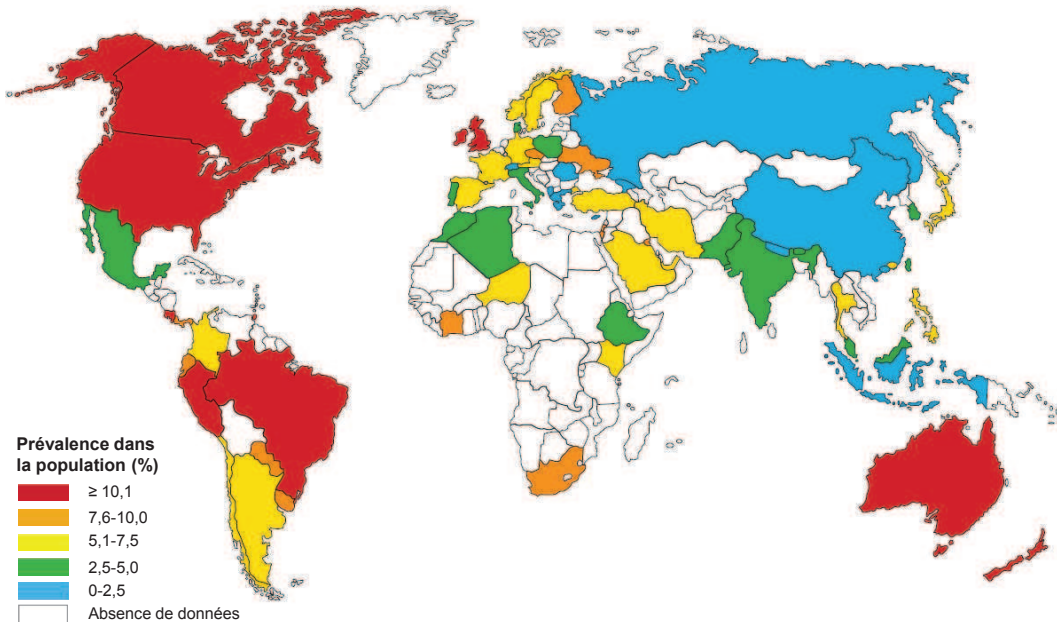 Prévalence dans
la population (%)
≥ 10,1
7,6-10,0
5,1-7,5
2,5-5,0
0-2,5
Absence de données